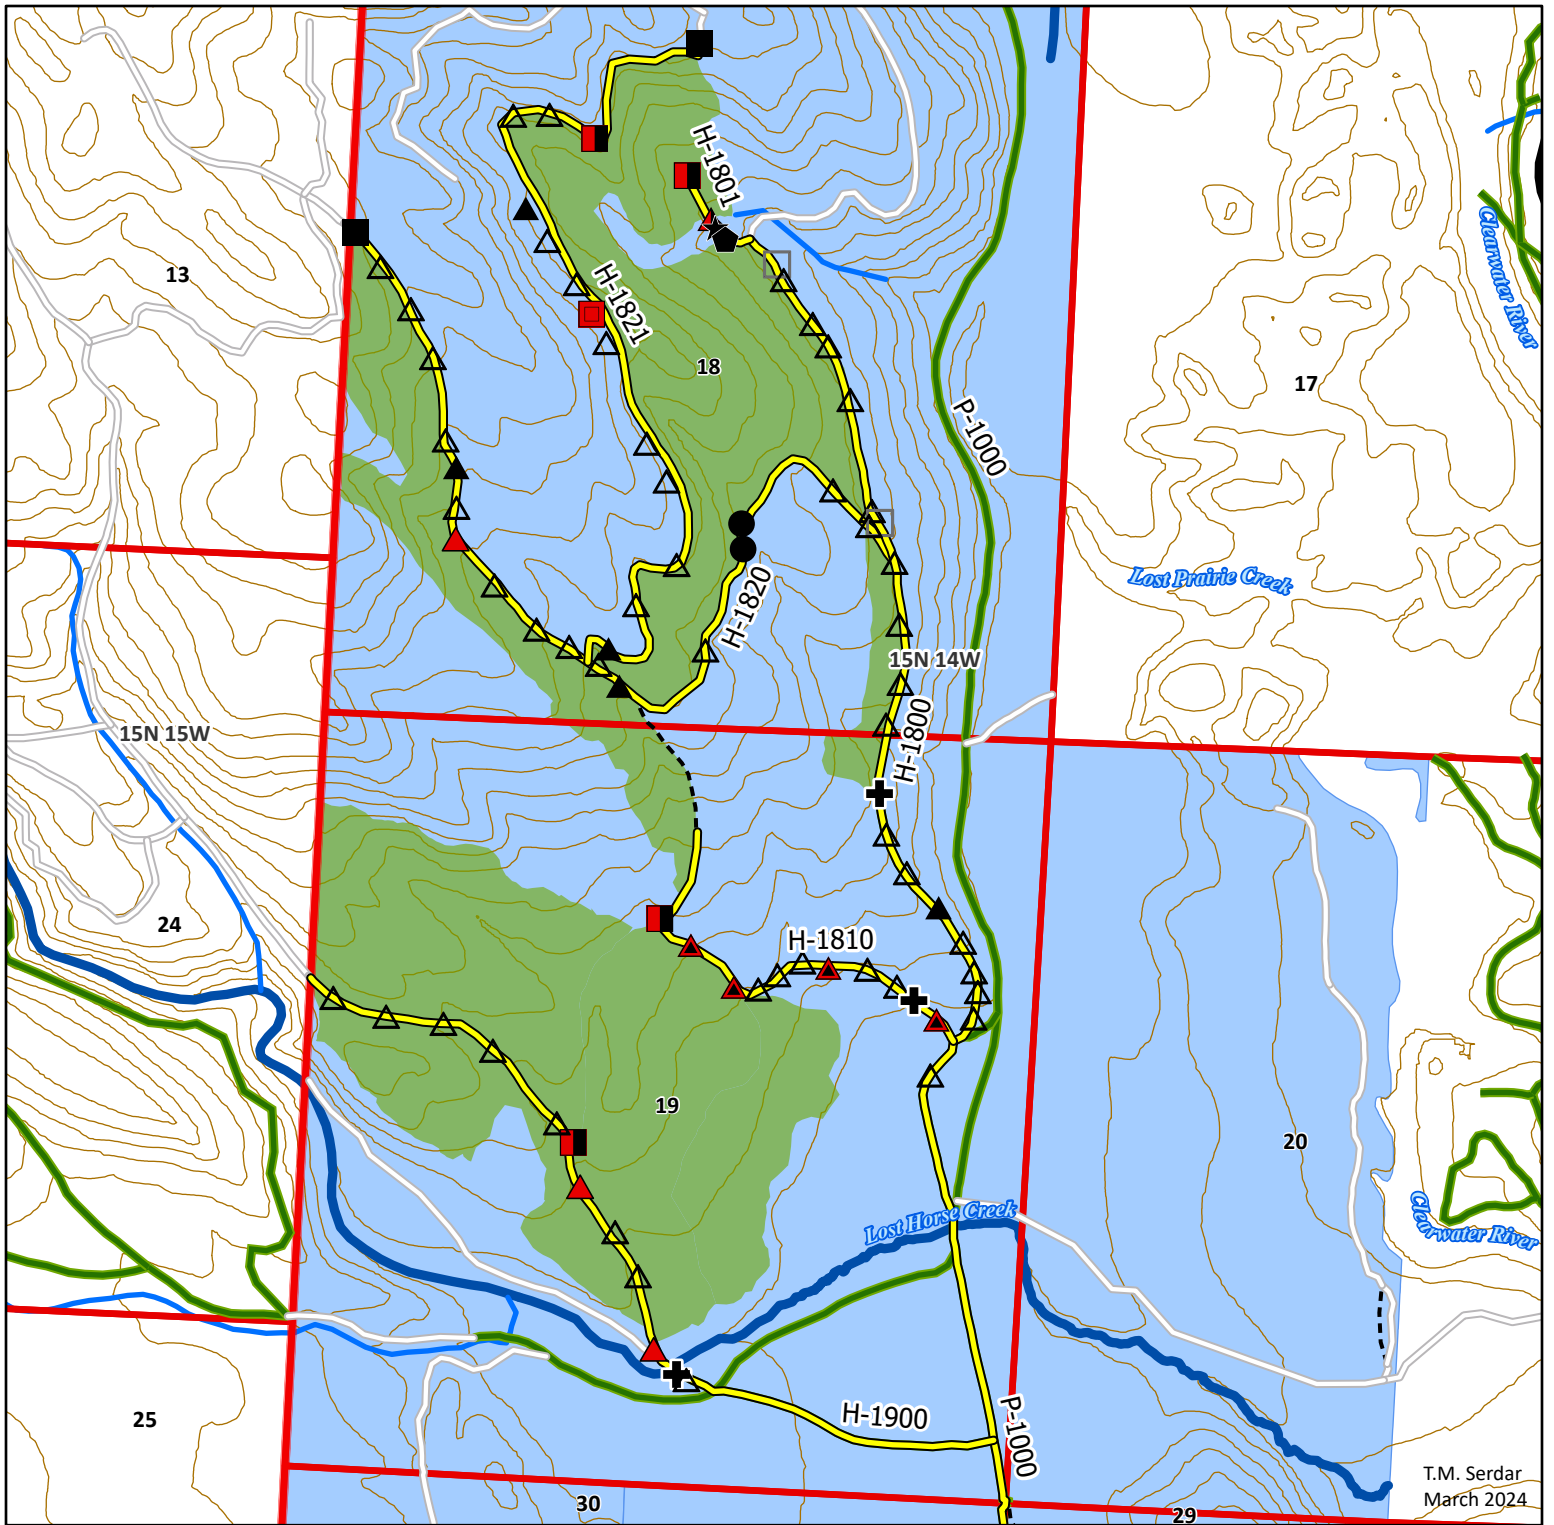 H-1801
Clearwater River
13
H-1821
18
17
P-1000
Lost Prairie Creek
H-1820
15N 14W
15N 15W
H-1800
24
H-1810
19
20
Lost Horse Creek
Clearwater River
H-1900
P-1000
25
30
29
T.M. Serdar
March 2024